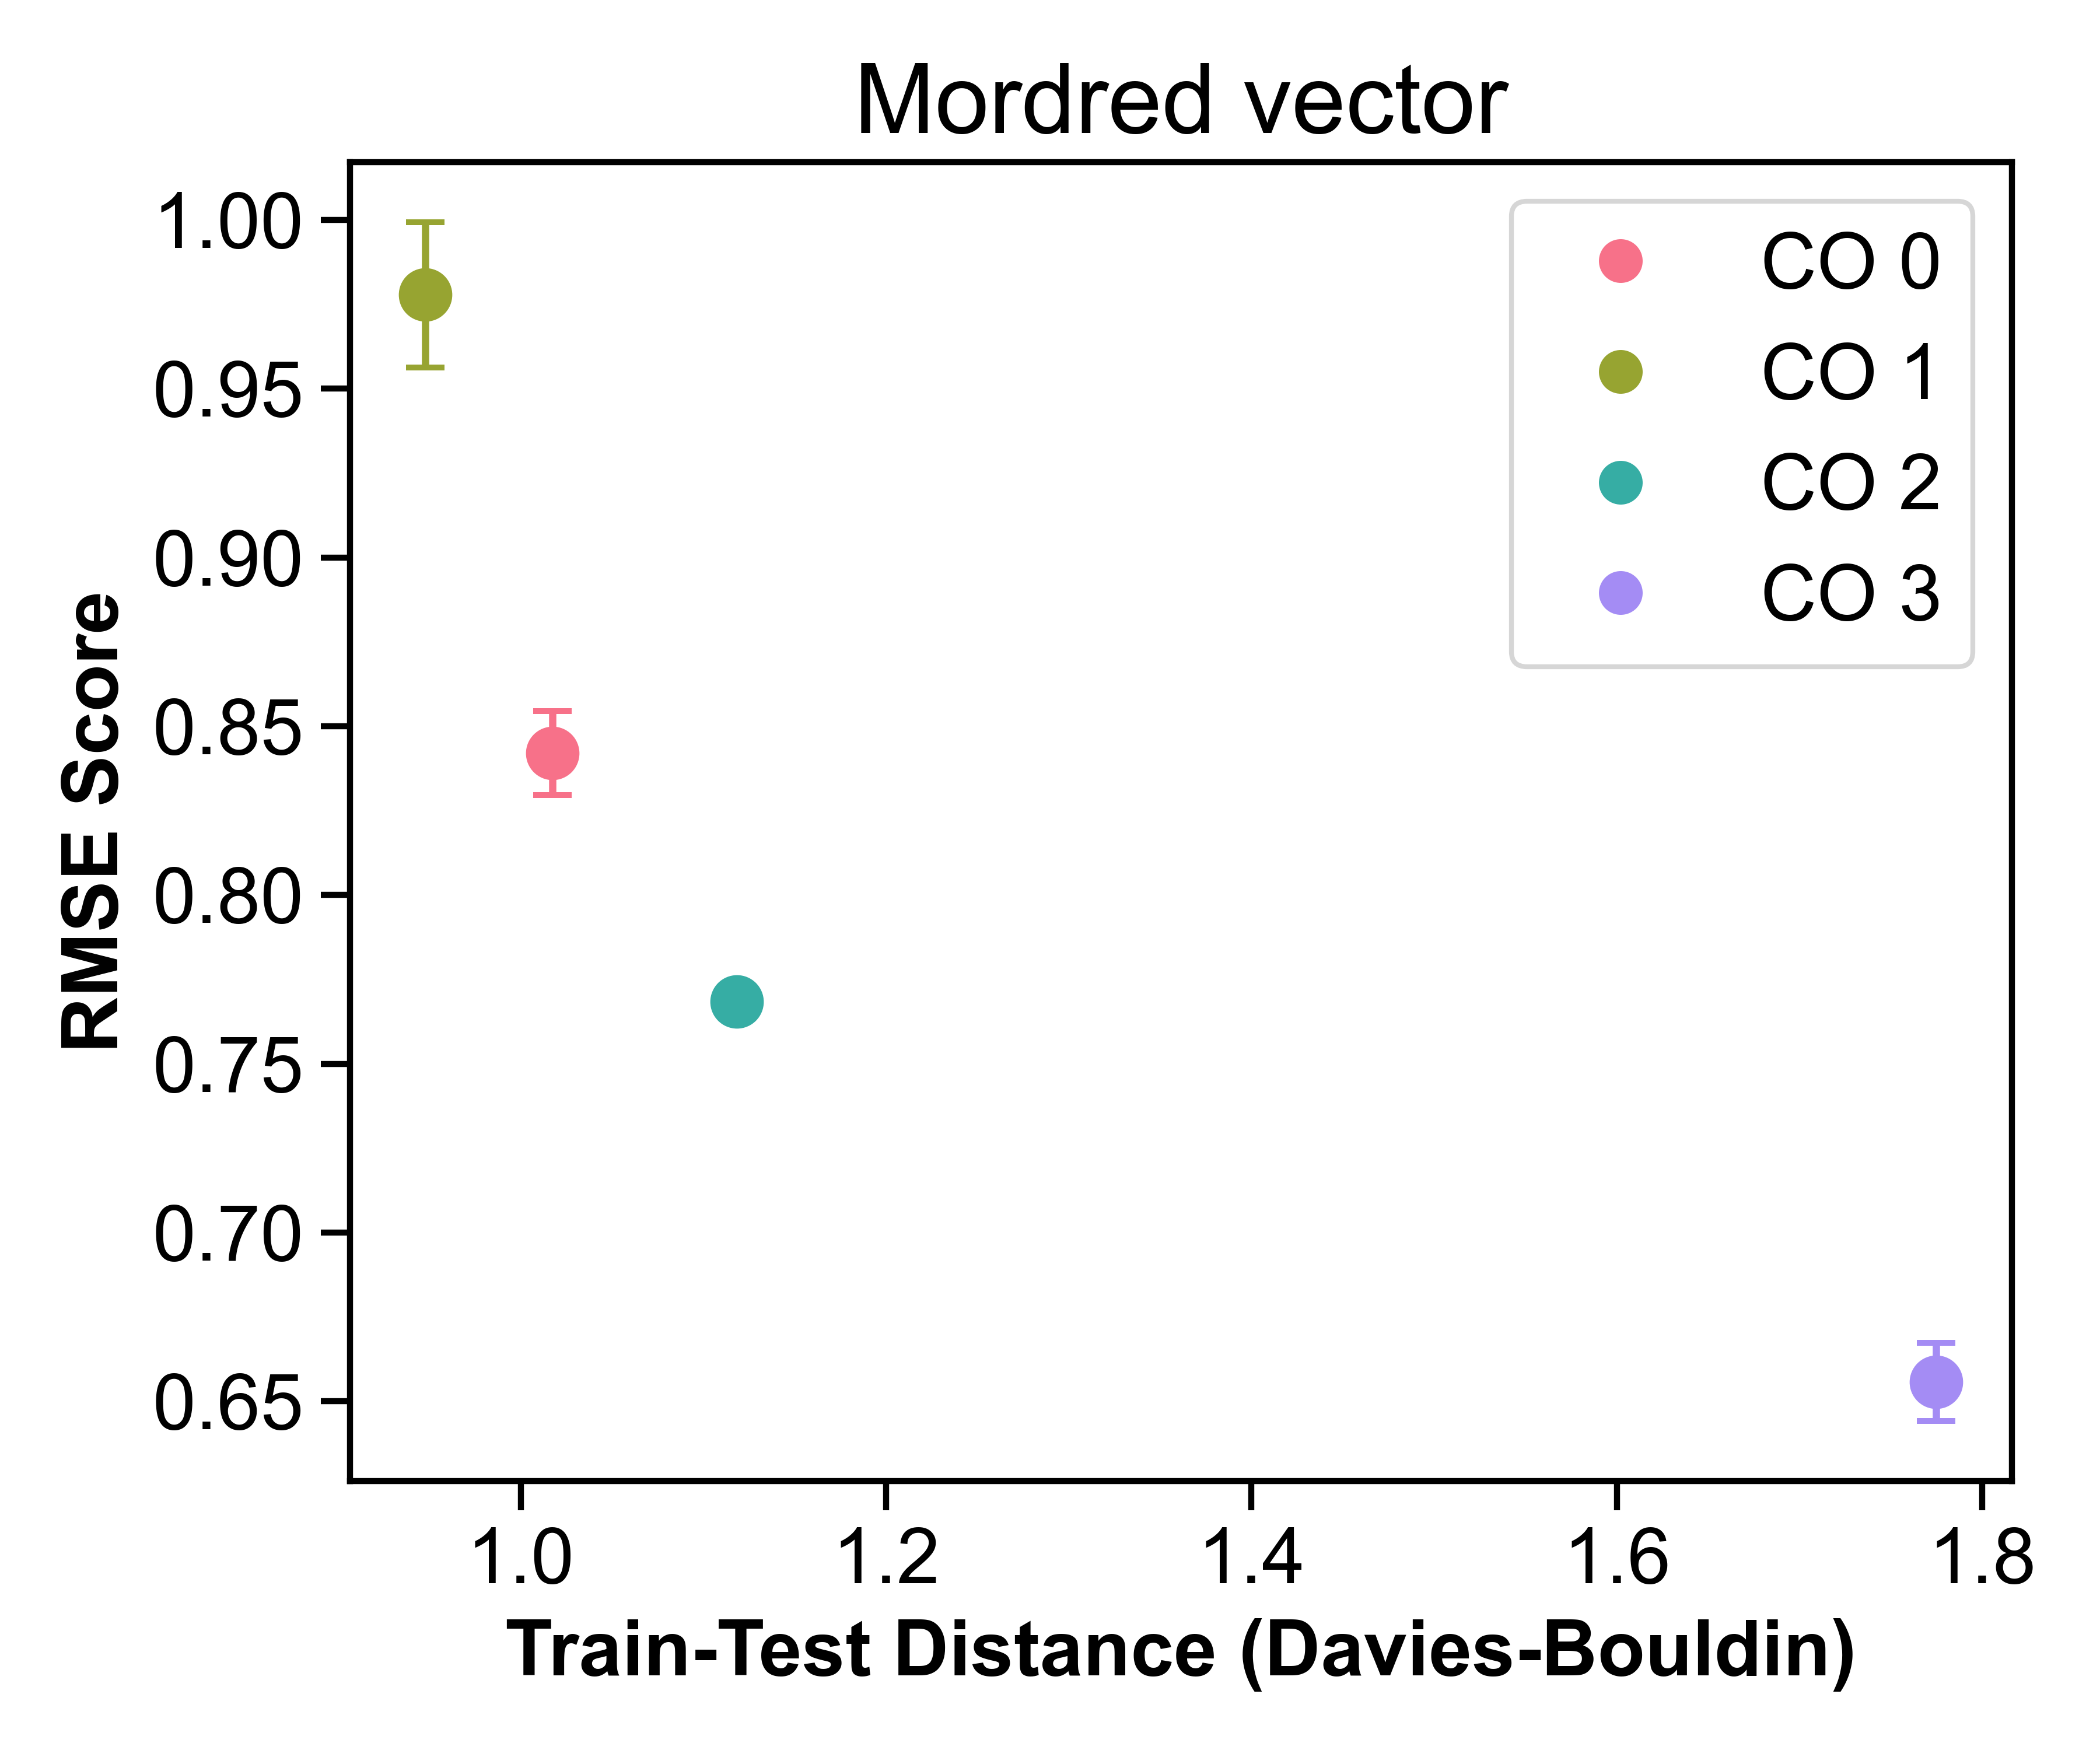 Mordred vector
1.00
0.95
0.90
0.85
0.80
0.75
0.70
0.65
RMSE Score
CO 0
CO 1
CO 2
CO 3
1.0 1.2 1.4 1.6 1.8
Train-Test Distance (Davies-Bouldin)